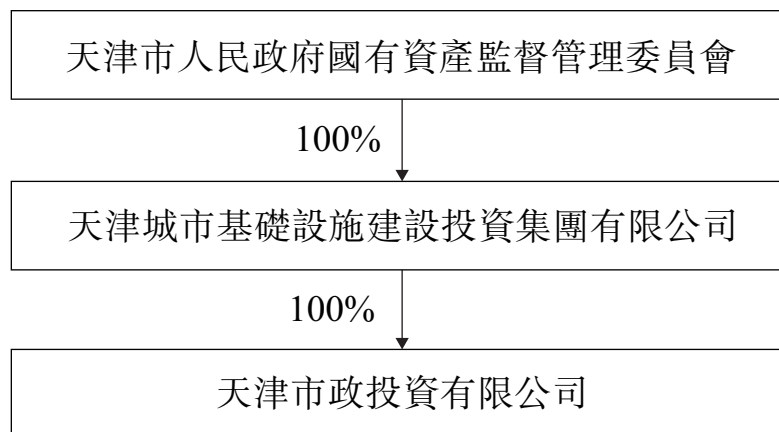 天津市人民政府國有資產監督管理委員會
100%
天津城市基礎設施建設投資集團有限公司
100%
天津市政投資有限公司